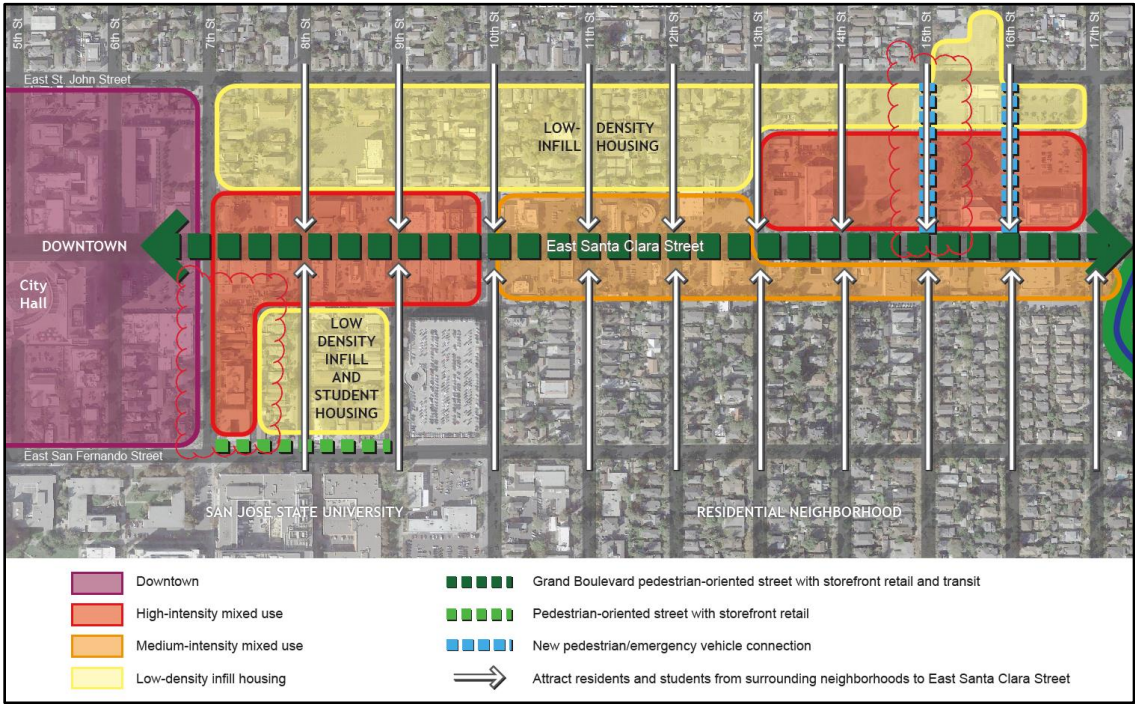 RESIDENTIAL NEIGHBORHOOD
5th St
6th St
7th St
8th St
9th St
10th St
11th St
12th St
13th St
14th St
15th St
16th St
17th St
East St. John Street
LOW- DENSITY
INFILL HOUSING
DOWNTOWN
East Santa Clara Street
City
Hall
LOW
DENSITY
INFILL
AND
STUDENT
HOUSING
East San Fernando Street
SAN JOSE STATE UNIVERSITY
RESIDENTIAL NEIGHBORHOOD
Downtown
Grand Boulevard pedestrian-oriented street with storefront retail and transit
High-intensity mixed use
Pedestrian-oriented street with storefront retail
Medium-intensity mixed use
New pedestrian/emergency vehicle connection
Low-density infill housing
Attract residents and students from surrounding neighborhoods to East Santa Clara Street